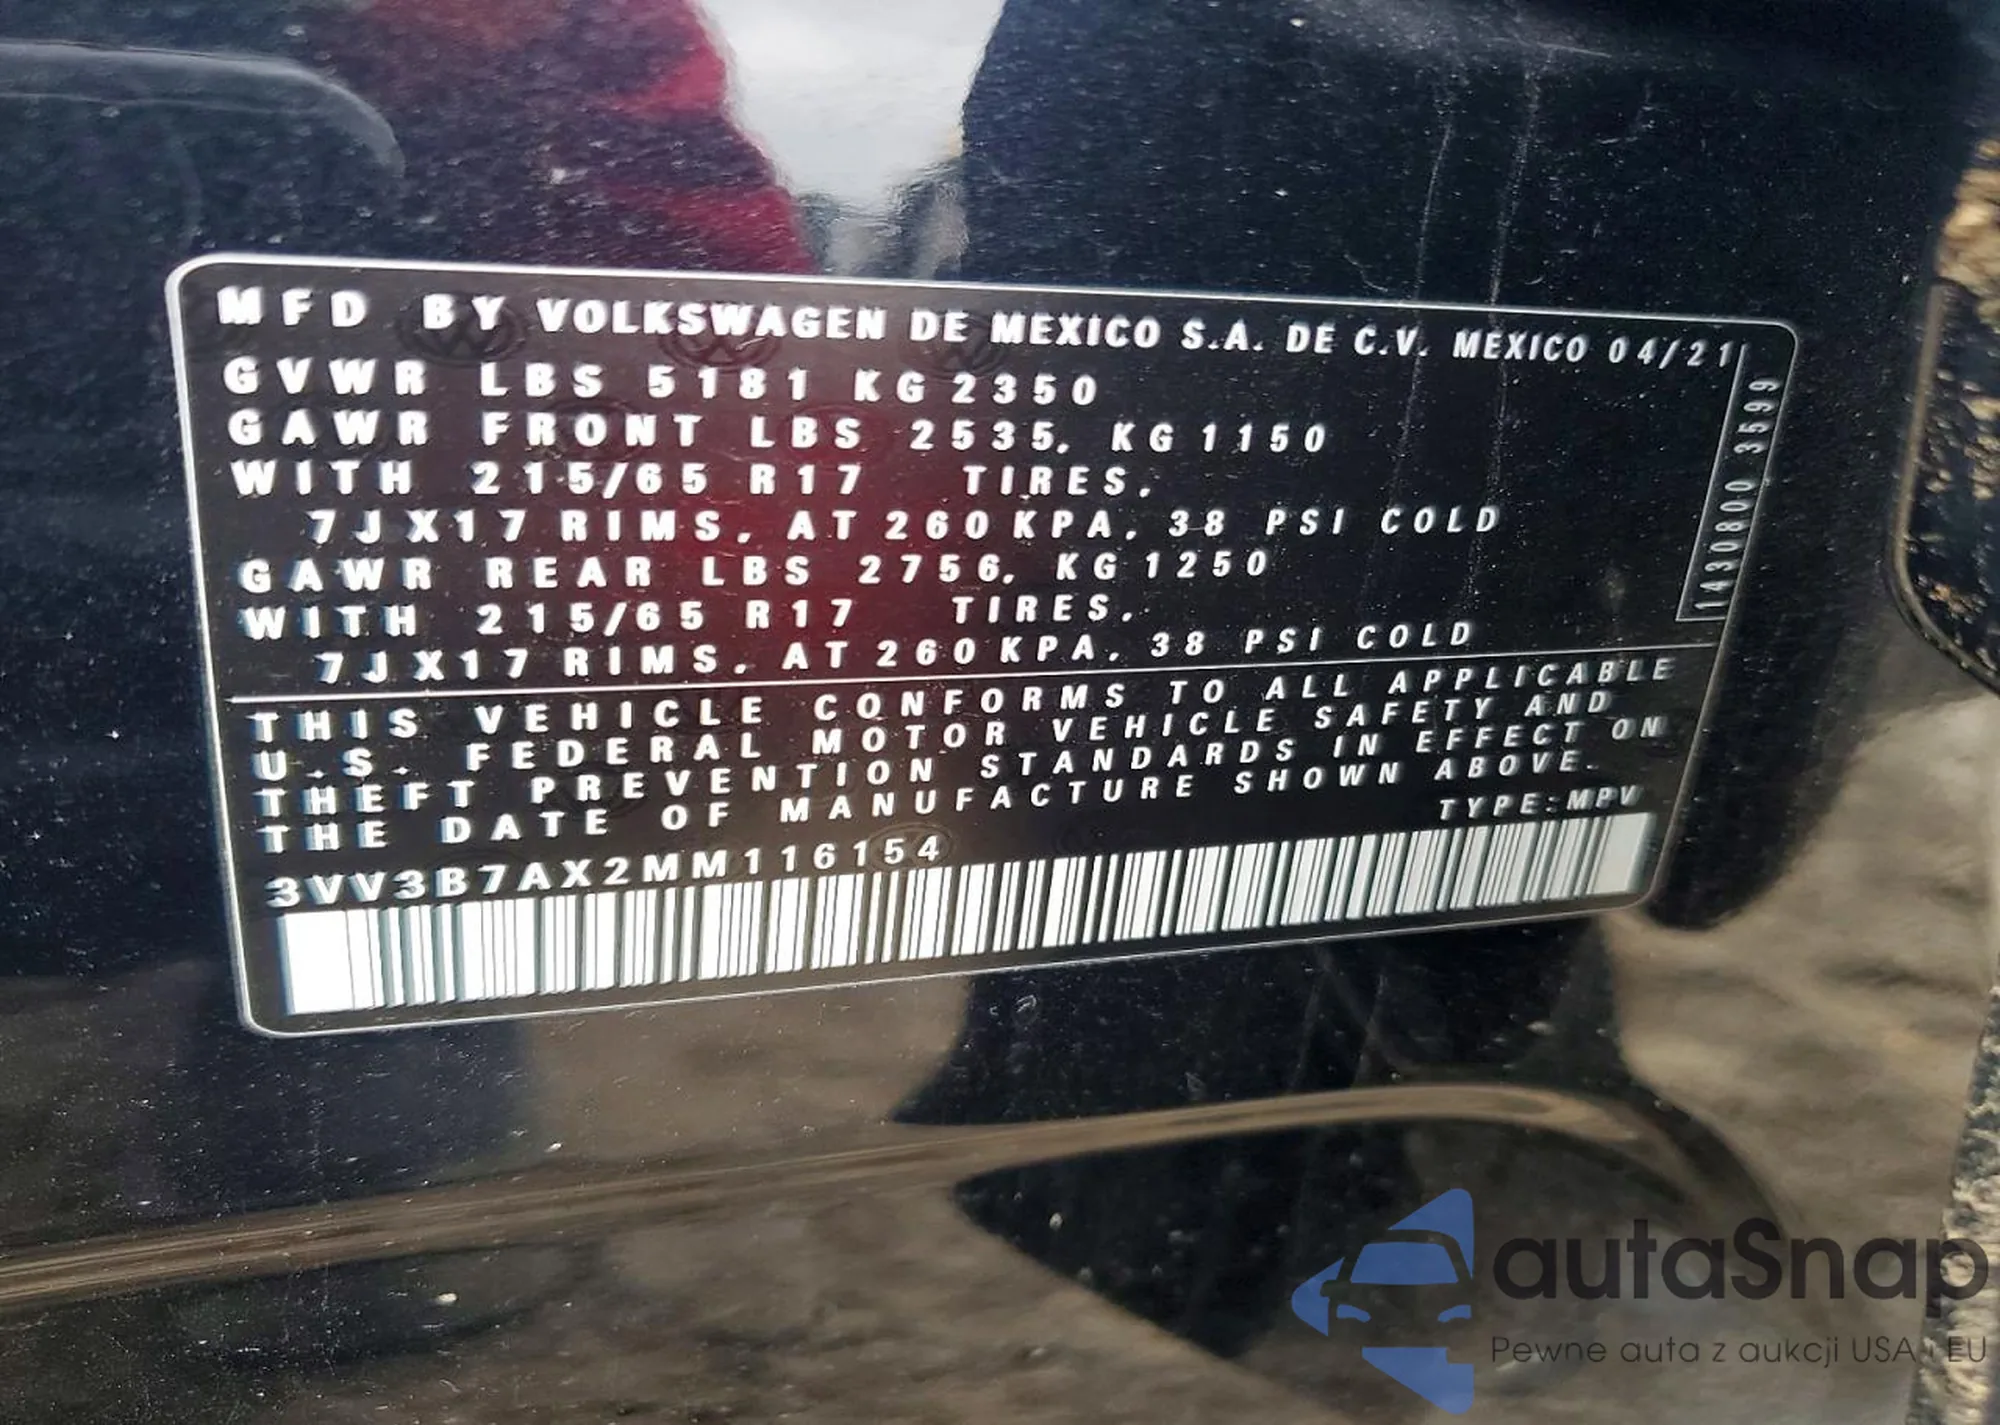 MFD BY VOLKSWAGEN DE MEXICO S.A. DE C.V. MEXICO 04/21
GVWR LBS 5181 KG 2350
GAWR FRONT LBS 2535, KG 1150
WITH 215/65 R17 TIRES,
7JX17 RIMS, AT 260 KPA, 38 PSI COLD
GAWR REAR LBS 2756, KG 1250
WITH 215/65 R17 TIRES,
7JX17 RIMS, AT 260 KPA, 38 PSI COLD
1430800 3599
THIS VEHICLE CONFORMS TO ALL APPLICABLE
U.S. FEDERAL MOTOR VEHICLE SAFETY AND
THEFT PREVENTION STANDARDS IN EFFECT ON
THE DATE OF MANUFACTURE SHOWN ABOVE.
3VV3B7AX2MM116154 TYPE:MPV
autaSnap
Pewne auta z aukcji USA i EU